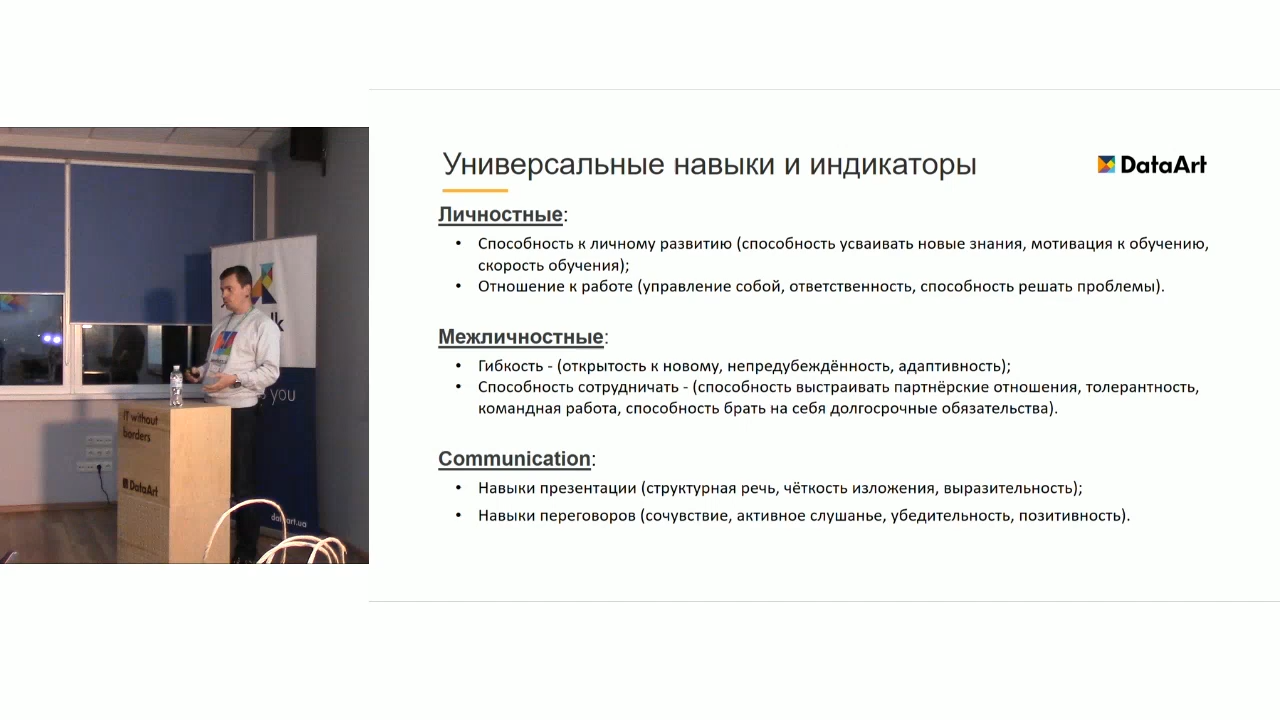 Универсальные навыки и индикаторы
DataArt
Личностные:
• Способность к личному развитию (способность усваивать новые знания, мотивация к обучению,
скорость обучения);
• Отношение к работе (управление собой, ответственность, способность решать проблемы).
Межличностные:
• Гибкость - (открытость к новому, непредубеждённость, адаптивность);
• Способность сотрудничать - (способность выстраивать партнёрские отношения, толерантность,
командная работа, способность брать на себя долгосрочные обязательства).
Communication:
• Навыки презентации (структурная речь, чёткость изложения, выразительность);
• Навыки переговоров (сочувствие, активное слушанье, убедительность, позитивность).
you
IT without
borders
DataArt